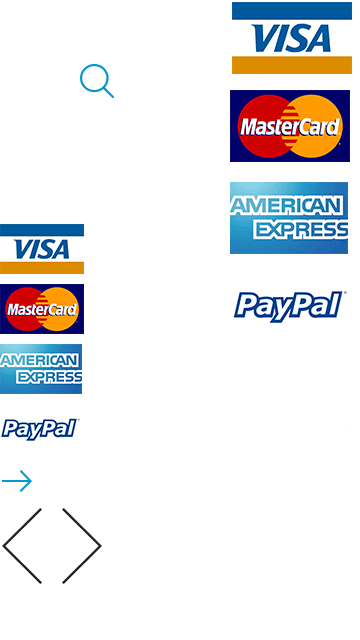 VISA
MasterCard
AMERICAN
EXPRESS
PayPal
VISA
MasterCard
AMERICAN
EXPRESS
PayPal